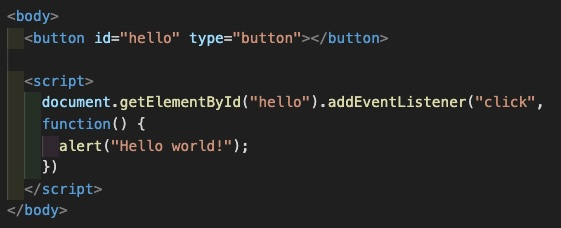 <body>
<button id="hello" type="button"></button>
<script>
document.getElementById("hello").addEventListener("click",
function() {
alert("Hello world!");
})
</script>
</body>